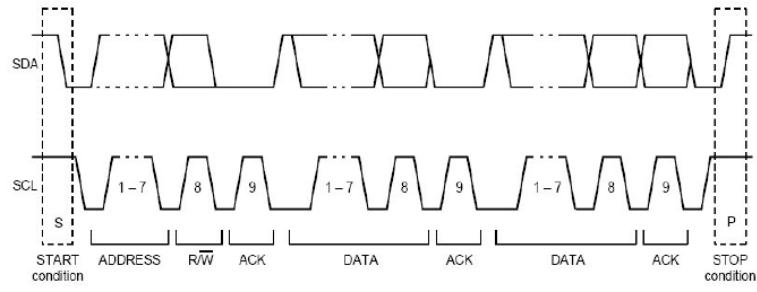 SDA
SCL
1 – 7 8 9 1 – 7 8 9 1 – 7 8 9
S P
START condition ADDRESS R/W̅ ACK DATA ACK DATA ACK STOP condition